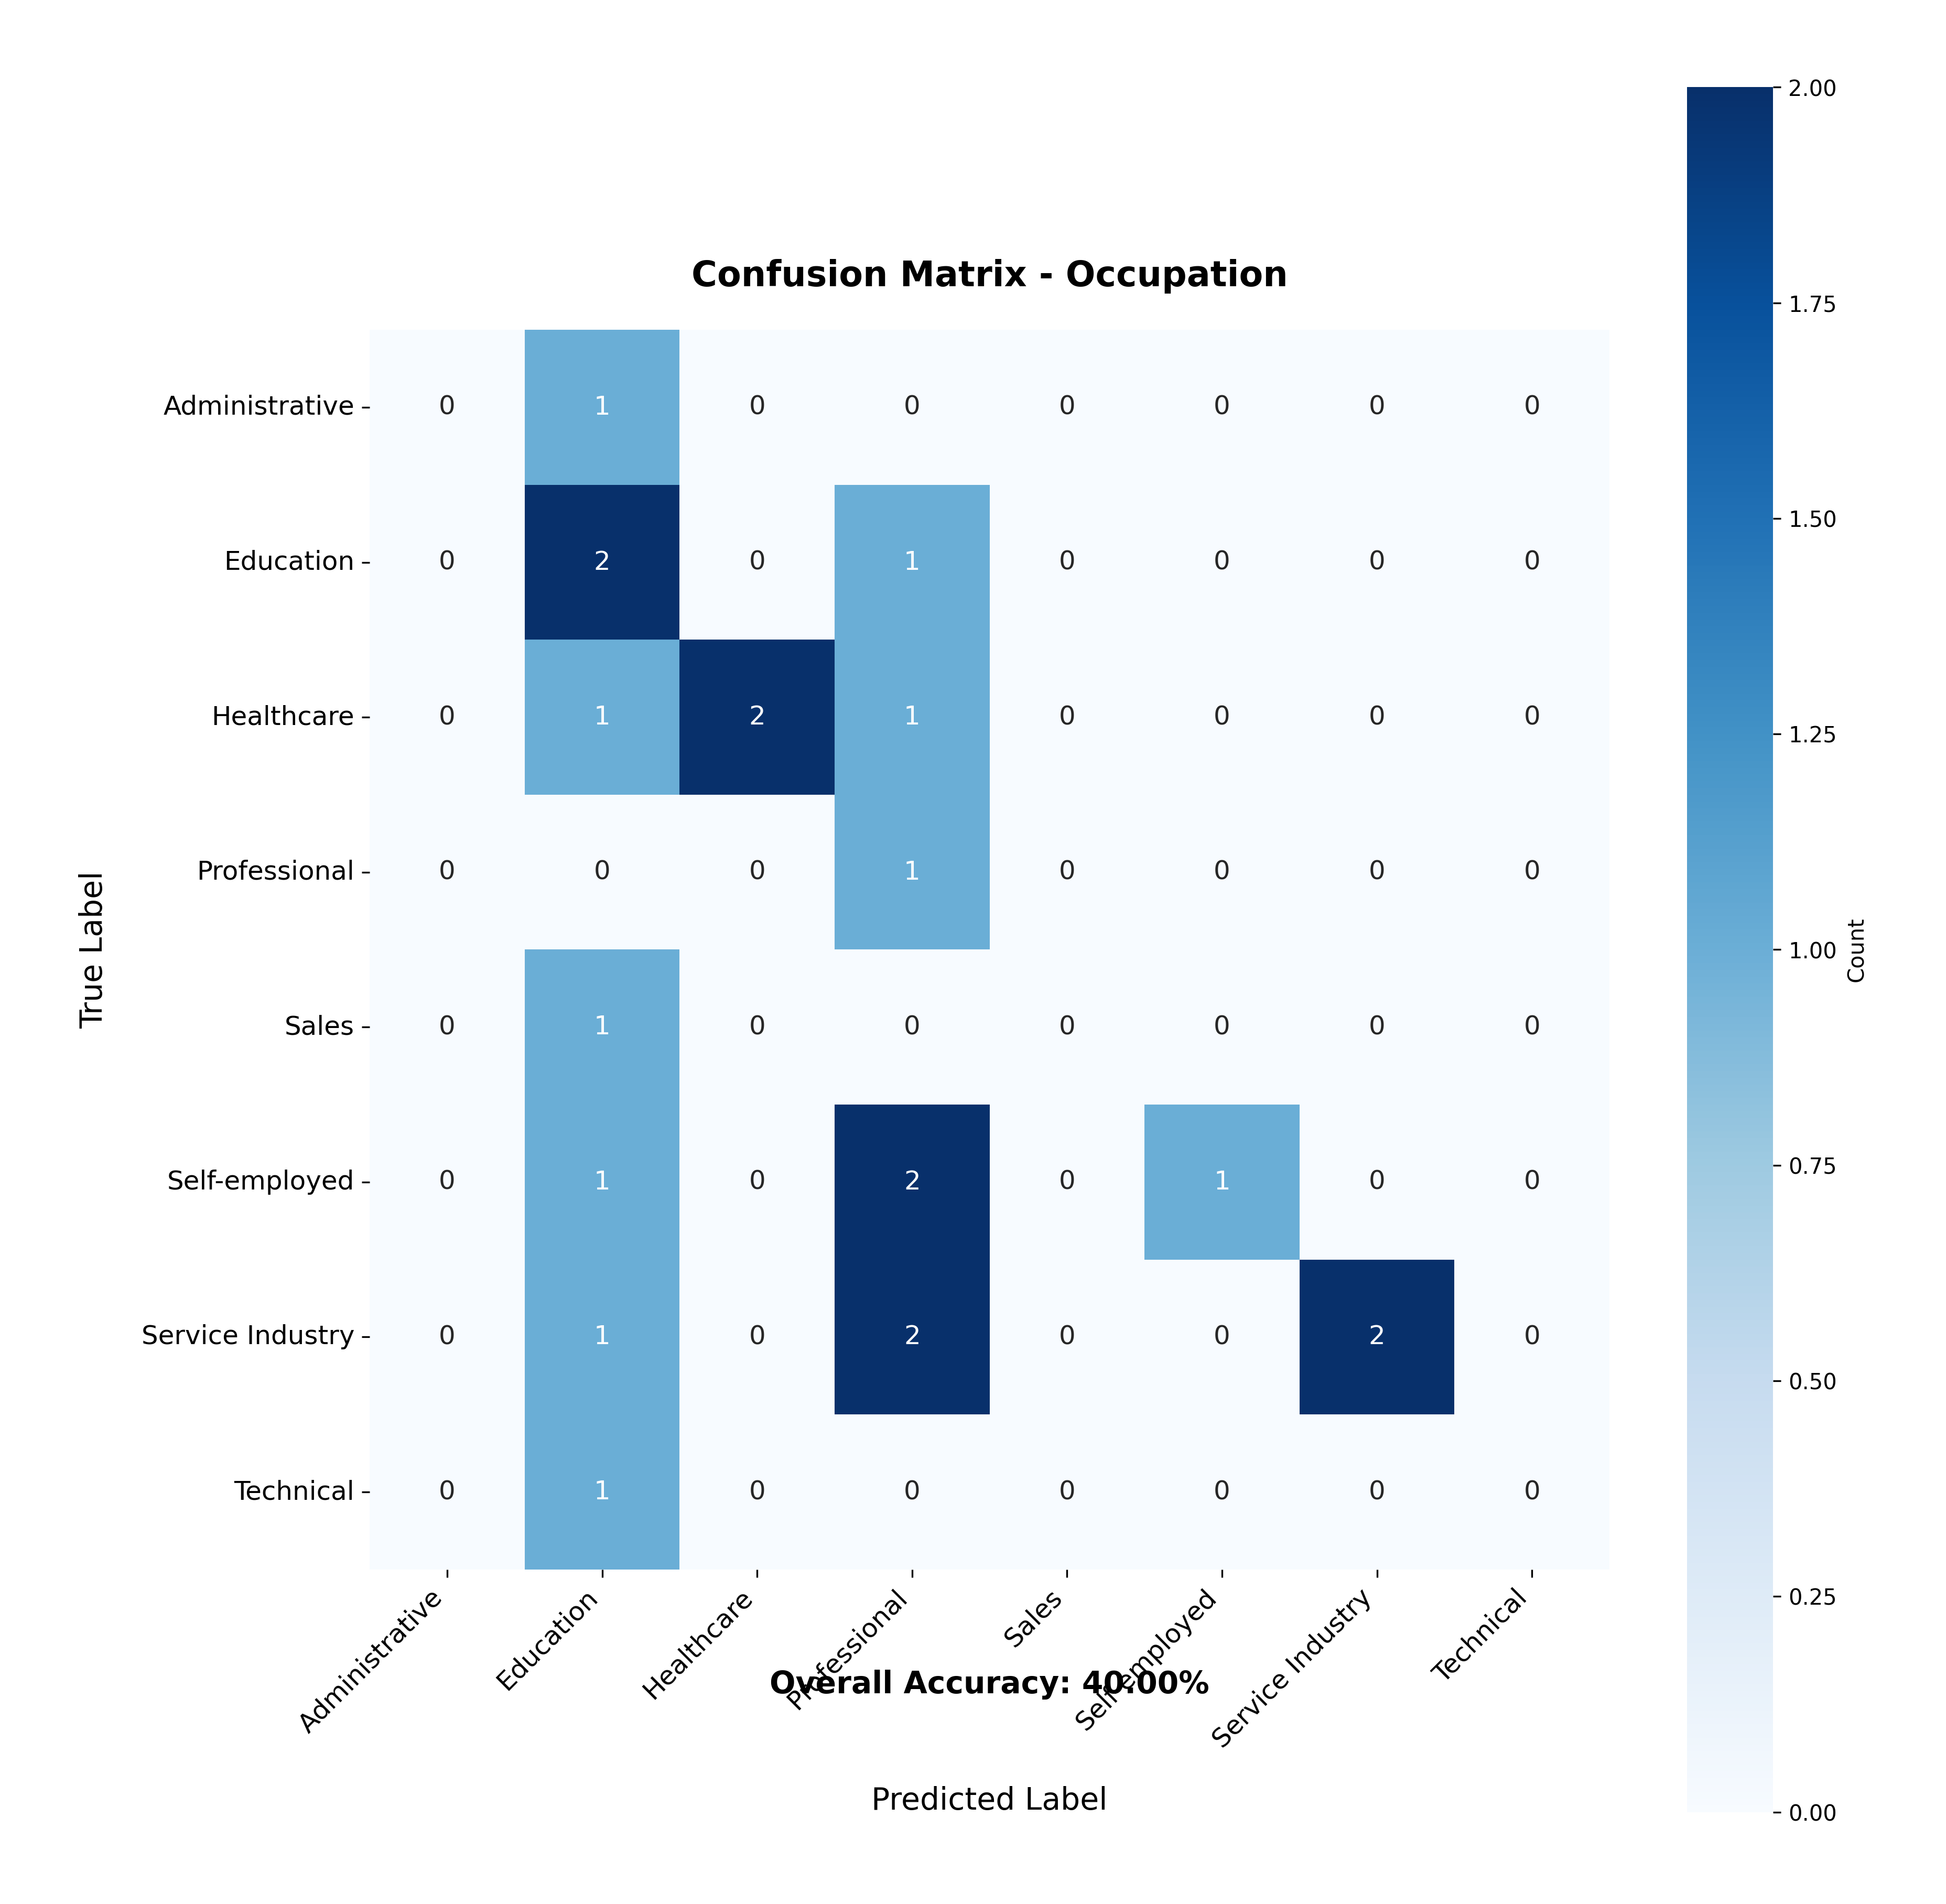 Confusion Matrix - Occupation
Administrative 0 1 0 0 0 0 0 0
Education 0 2 0 1 0 0 0 0
Healthcare 0 1 2 1 0 0 0 0
Professional 0 0 0 1 0 0 0 0
Sales 0 1 0 0 0 0 0 0
Self-employed 0 1 0 2 0 1 0 0
Service Industry 0 1 0 2 0 0 2 0
Technical 0 1 0 0 0 0 0 0
True Label
Administrative
Education
Healthcare
Professional
Sales
Self-employed
Service Industry
Technical
Overall Accuracy: 40.00%
Predicted Label
2.00
1.75
1.50
1.25
1.00
0.75
0.50
0.25
0.00
Count